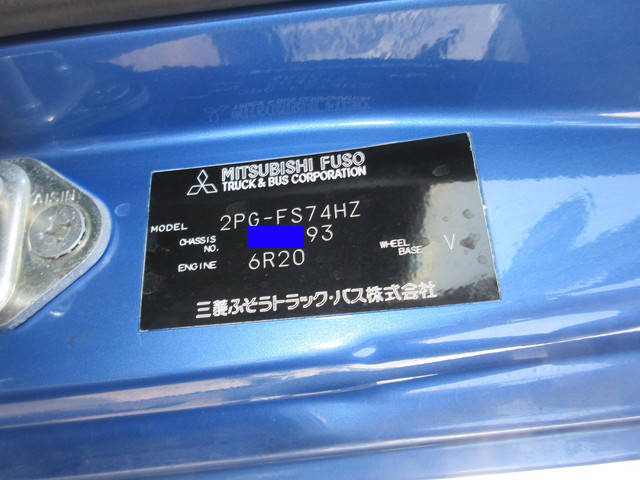 AISIN
MITSUBISHI FUSO
TRUCK & BUS CORPORATION
MODEL 2PG-FS74HZ
CHASSIS NO. 93
ENGINE 6R20 WHEEL BASE V
三菱ふそうトラック・バス株式会社